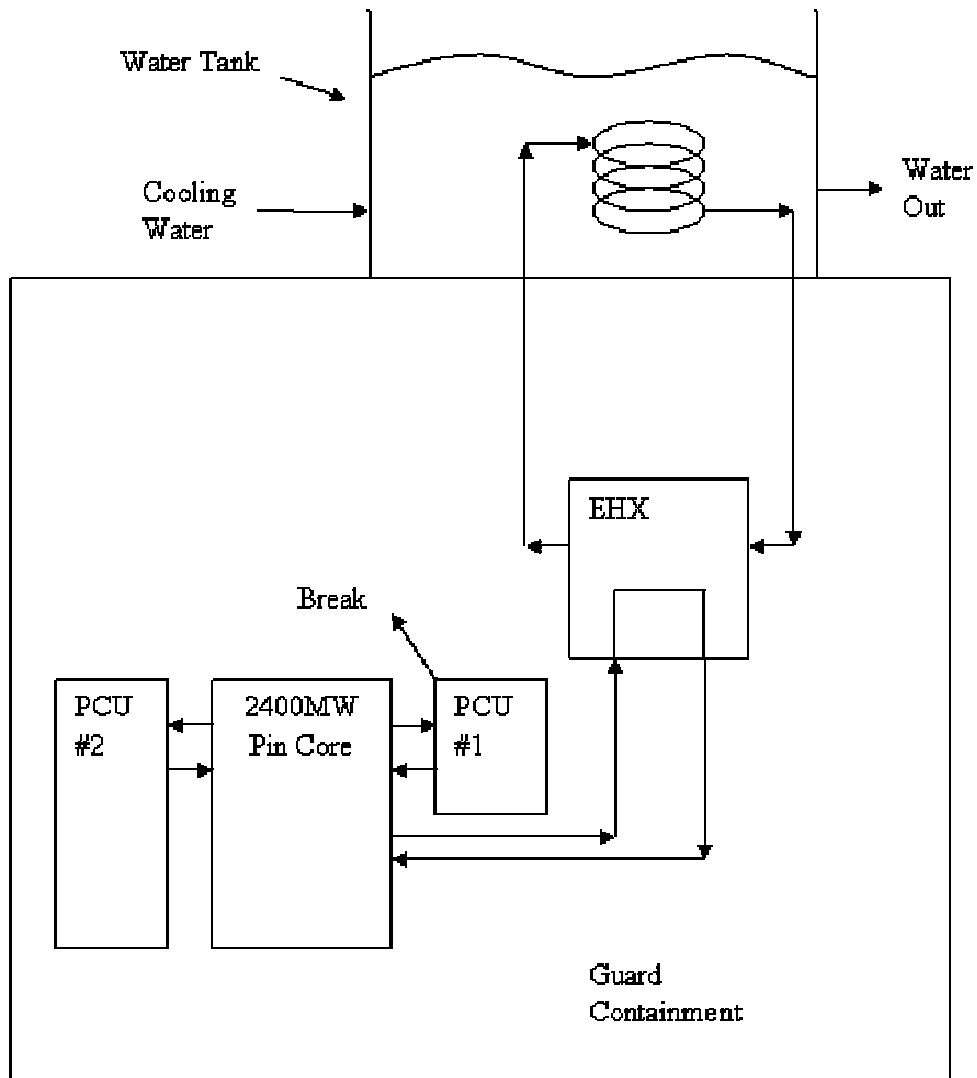 Water Tank
Cooling
Water
Water
Out
EHX
Break
PCU
#2
2400MW
Pin Core
PCU
#1
Guard
Containment